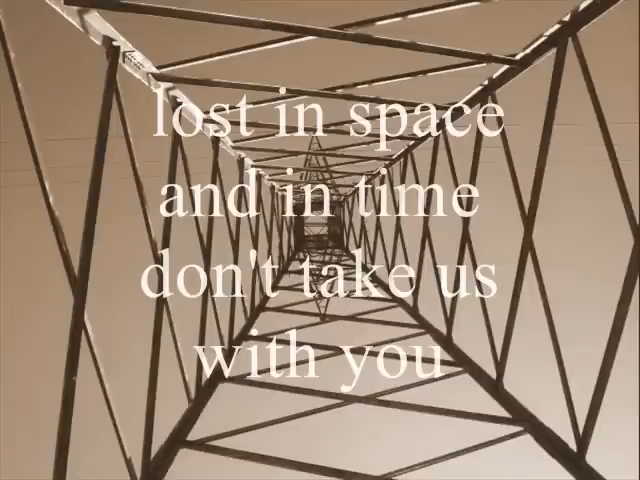 lost in space
and in time
don't take us
with you